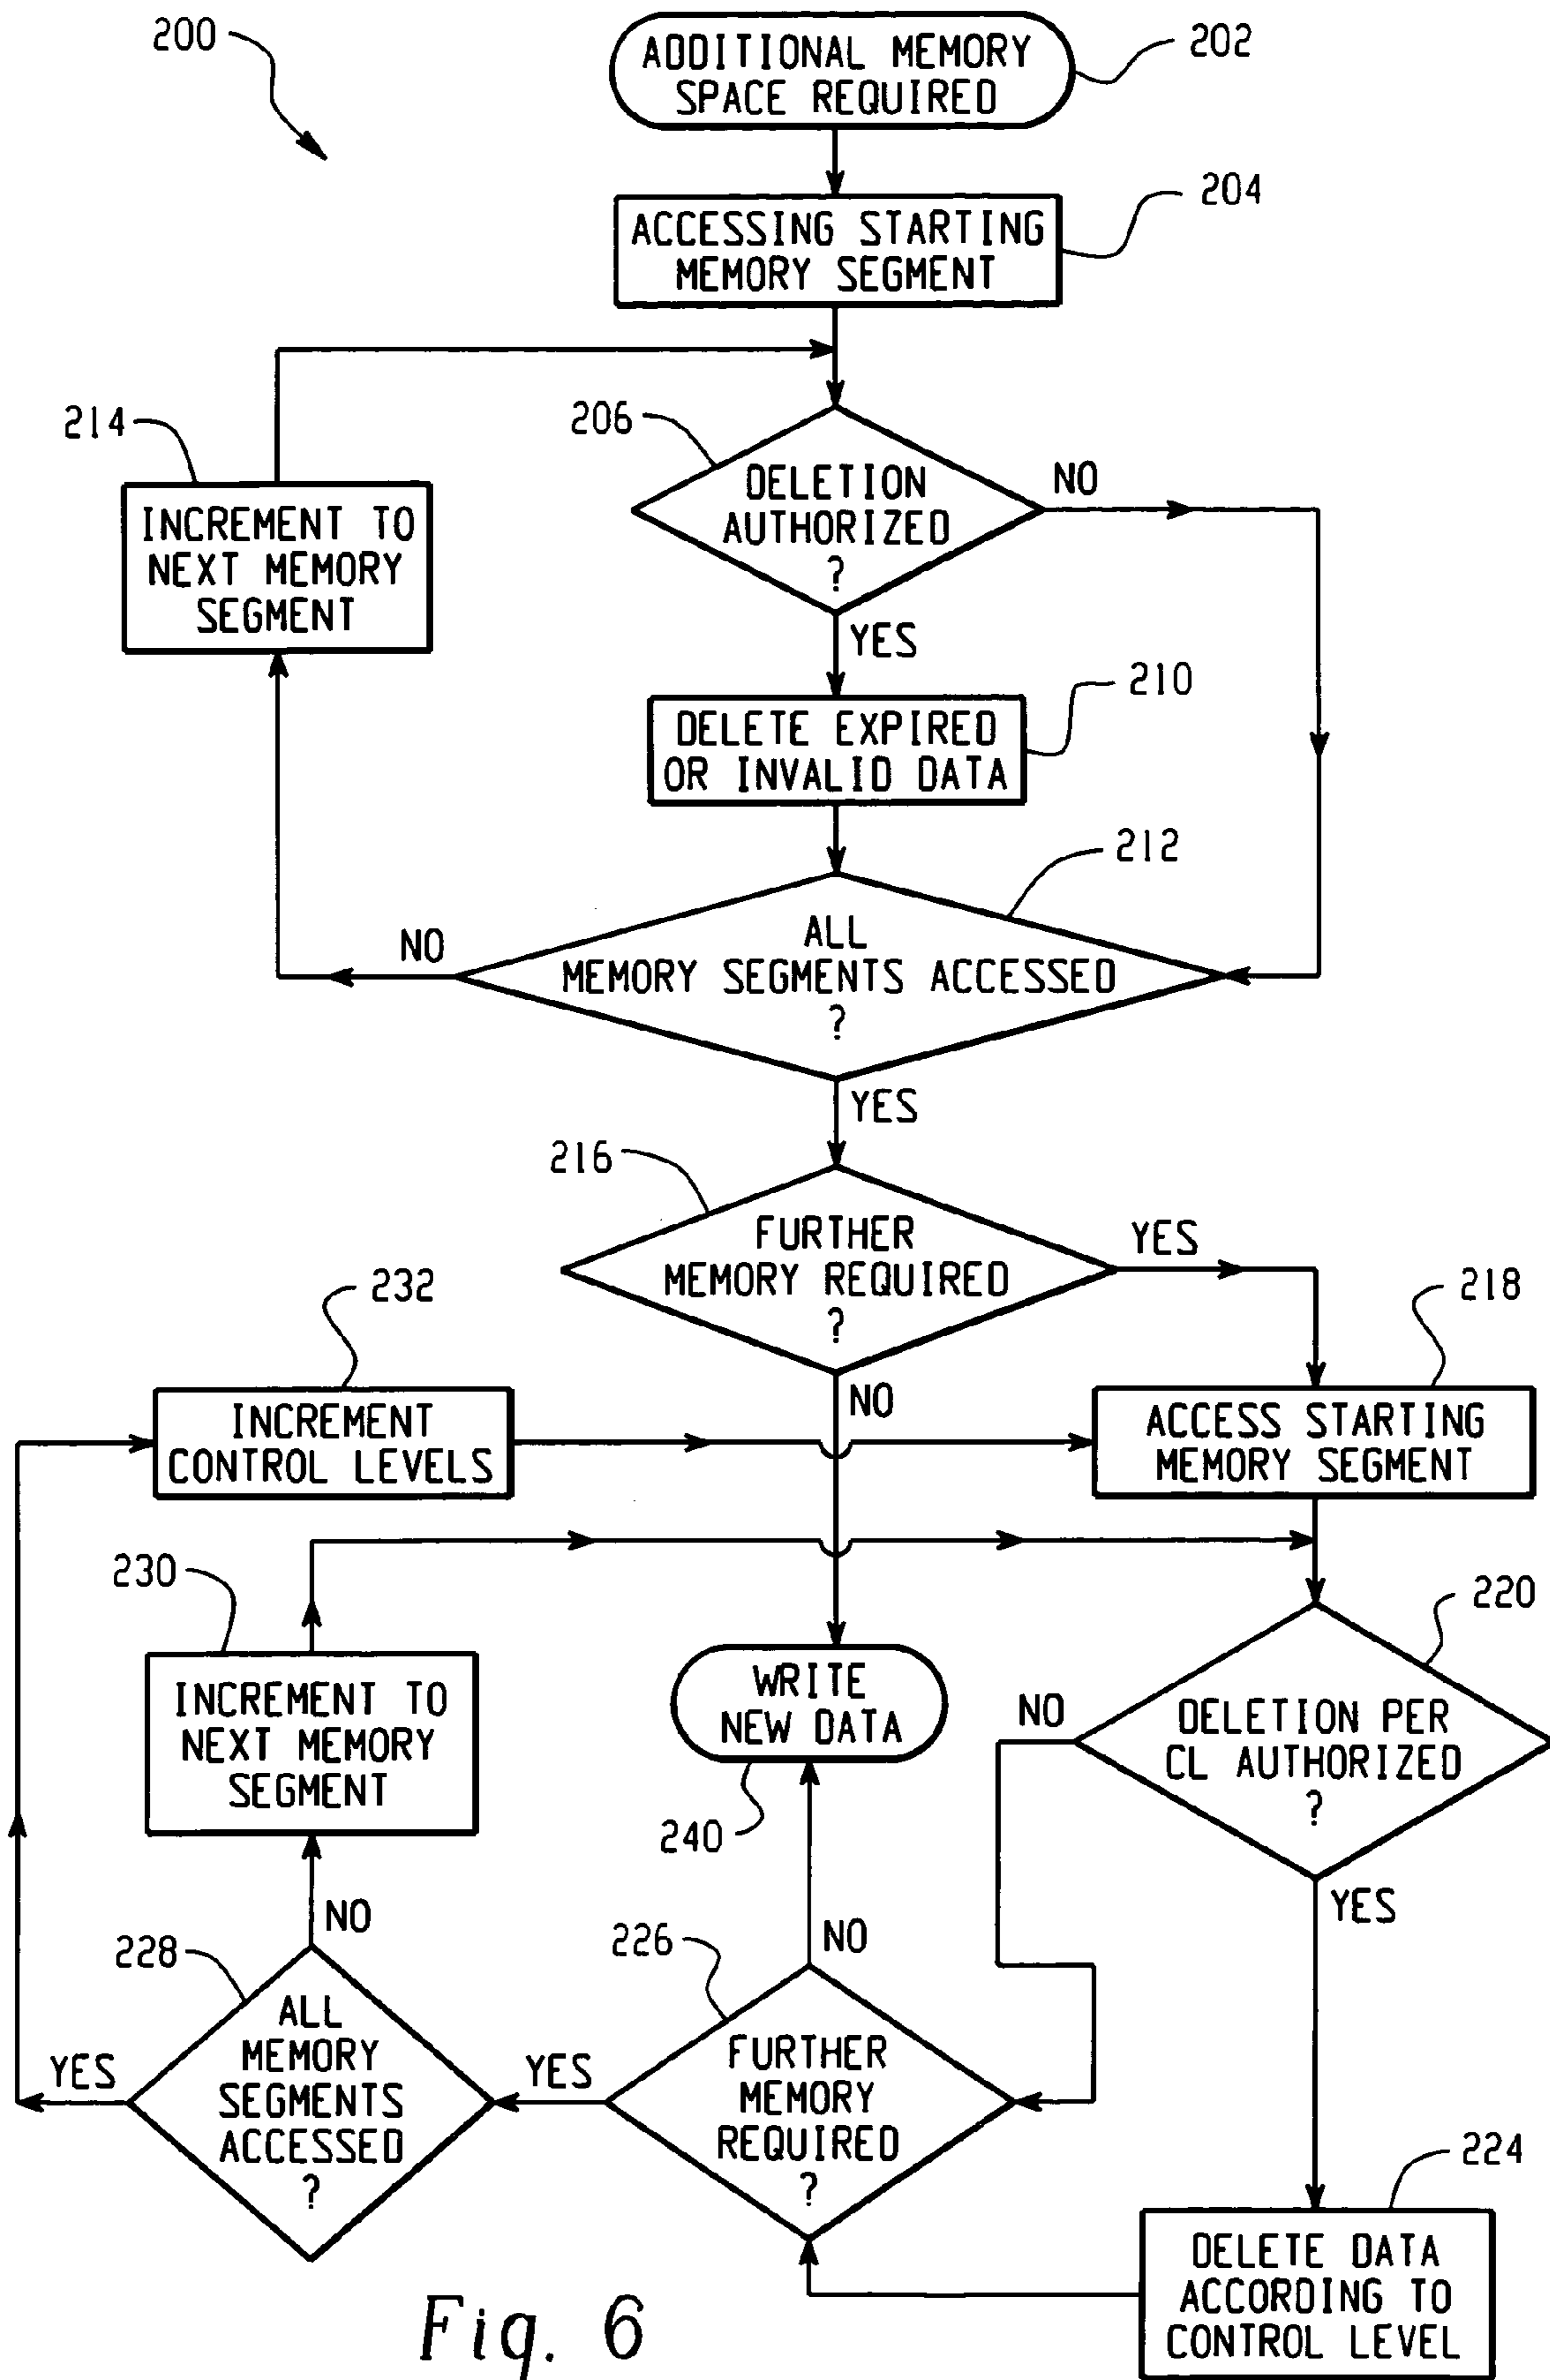 200
ADDITIONAL MEMORY
SPACE REQUIRED
202
ACCESSING STARTING
MEMORY SEGMENT
204
214
INCREMENT TO
NEXT MEMORY
SEGMENT
206
DELETION
AUTHORIZED
?
NO
YES
DELETE EXPIRED
OR INVALID DATA
210
212
NO
ALL
MEMORY SEGMENTS ACCESSED
?
YES
216
FURTHER
MEMORY REQUIRED
?
YES
NO
232
INCREMENT
CONTROL LEVELS
218
ACCESS STARTING
MEMORY SEGMENT
230
INCREMENT TO
NEXT MEMORY
SEGMENT
WRITE
NEW DATA
240
220
NO
DELETION PER
CL AUTHORIZED
?
YES
228
NO
ALL
MEMORY
SEGMENTS
ACCESSED
?
YES
226
NO
YES
FURTHER
MEMORY
REQUIRED
?
224
DELETE DATA
ACCORDING TO
CONTROL LEVEL
Fig. 6